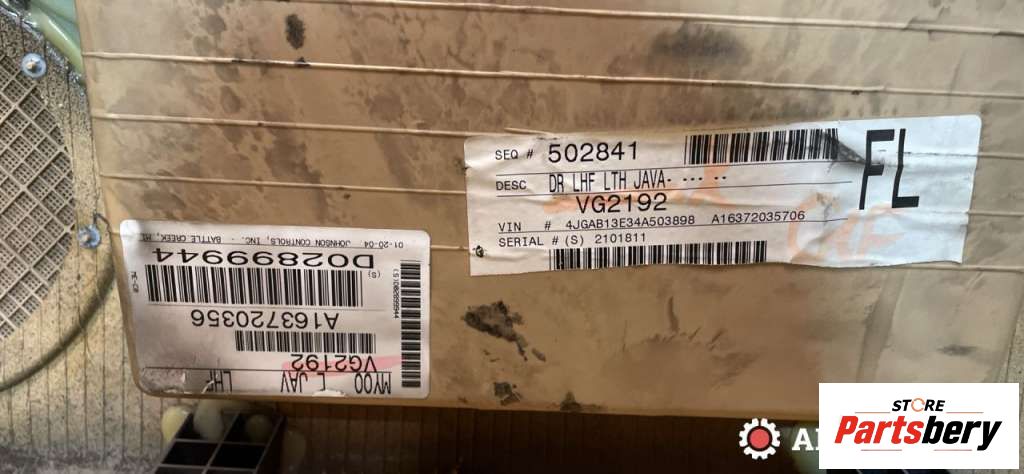 SEQ # 502841
DESC DR LHF LTH JAVA- - - - - -
VG2192
VIN # 4JGAB13E34A503898 A16372035706
SERIAL # (S) 2101811
FL
MY00 E JAV
LHF
VG2192
A163720356
(S)
D02899944
01-20-04 JOHNSON CONTROLS, INC. - BATTLE CREEK, MI
STORE
Partsbery